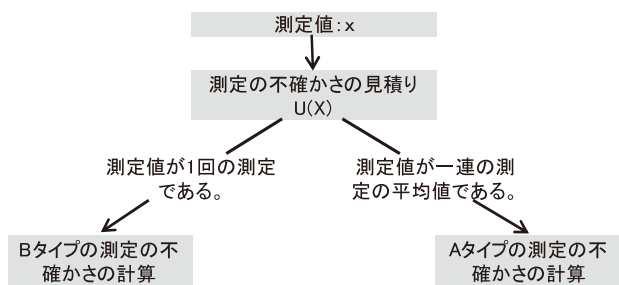 測定値：x
測定の不確かさの見積り
U(X)
測定値が1回の測定
である。
測定値が一連の測
定の平均値である。
Bタイプの測定の不
確かさの計算
Aタイプの測定の不
確かさの計算